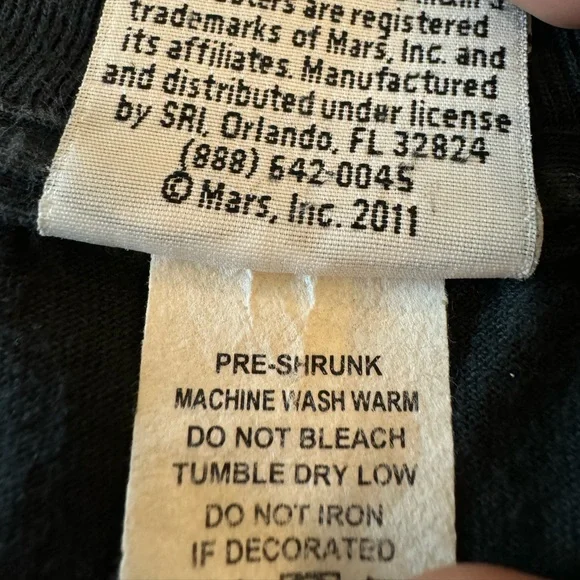 are registered
trademarks of Mars, Inc. and
its affiliates. Manufactured
and distributed under license
by SRI, Orlando, FL 32824
(888) 642-0045
© Mars, Inc. 2011
PRE-SHRUNK
MACHINE WASH WARM
DO NOT BLEACH
TUMBLE DRY LOW
DO NOT IRON
IF DECORATED